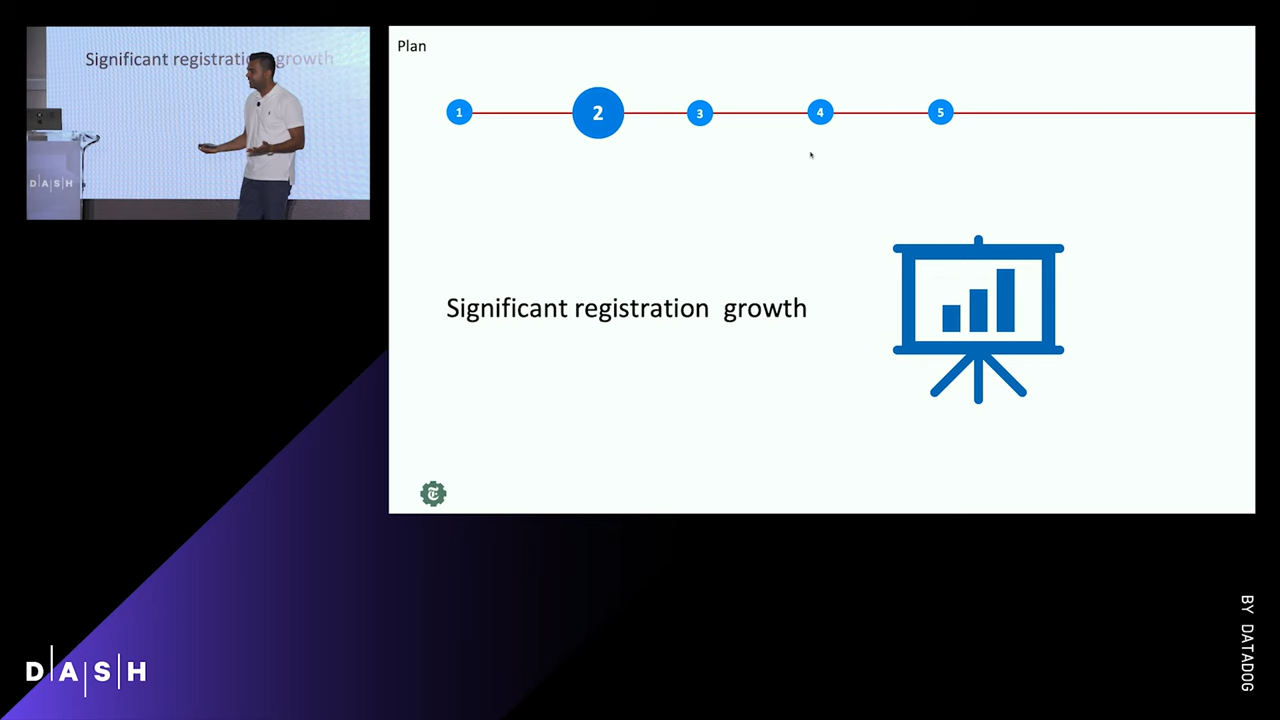 Significant registration growth
DASH
Plan
1 2 3 4 5
Significant registration growth
T
DASH
BY DATADOG